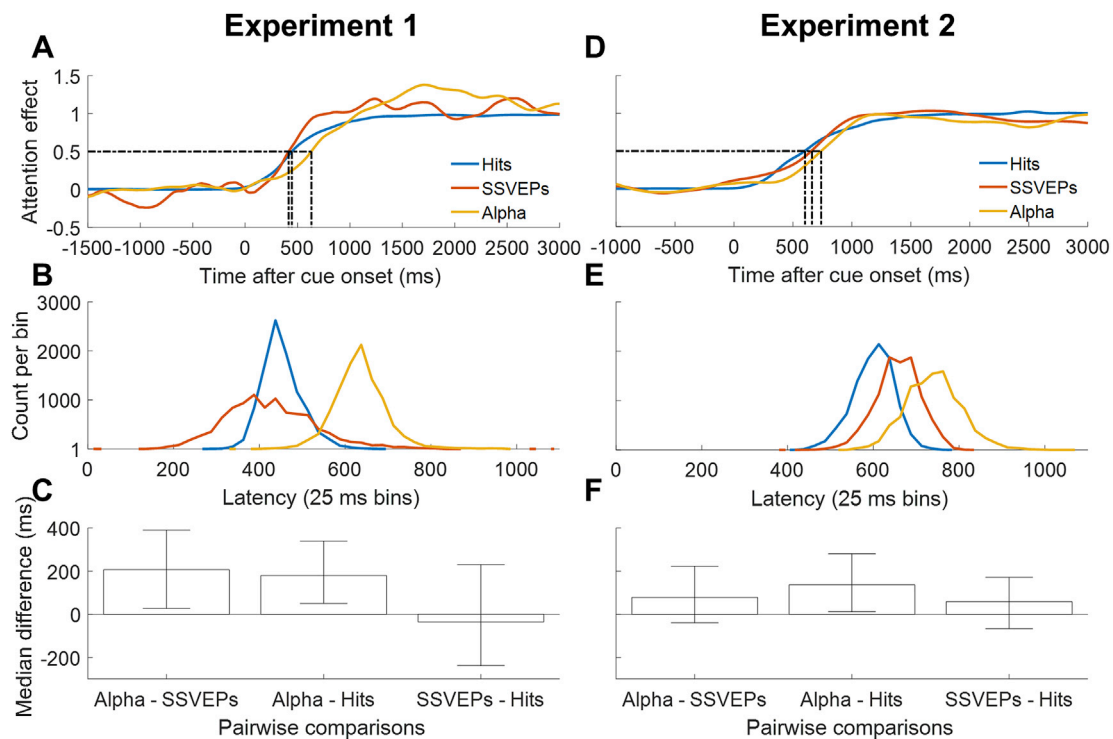 Experiment 1
Experiment 2
A
D
1.5
1
0.5
0
-0.5
Attention effect
Hits
SSVEPs
Alpha
Hits
SSVEPs
Alpha
-1500 -1000 -500 0 500 1000 1500 2000 2500 3000
-1000 -500 0 500 1000 1500 2000 2500 3000
Time after cue onset (ms)
Time after cue onset (ms)
B
E
3000
2000
1000
1
Count per bin
0 200 400 600 800 1000
0 200 400 600 800 1000
Latency (25 ms bins)
Latency (25 ms bins)
C
F
400
200
0
-200
Median difference (ms)
Alpha - SSVEPs Alpha - Hits SSVEPs - Hits
Alpha - SSVEPs Alpha - Hits SSVEPs - Hits
Pairwise comparisons
Pairwise comparisons